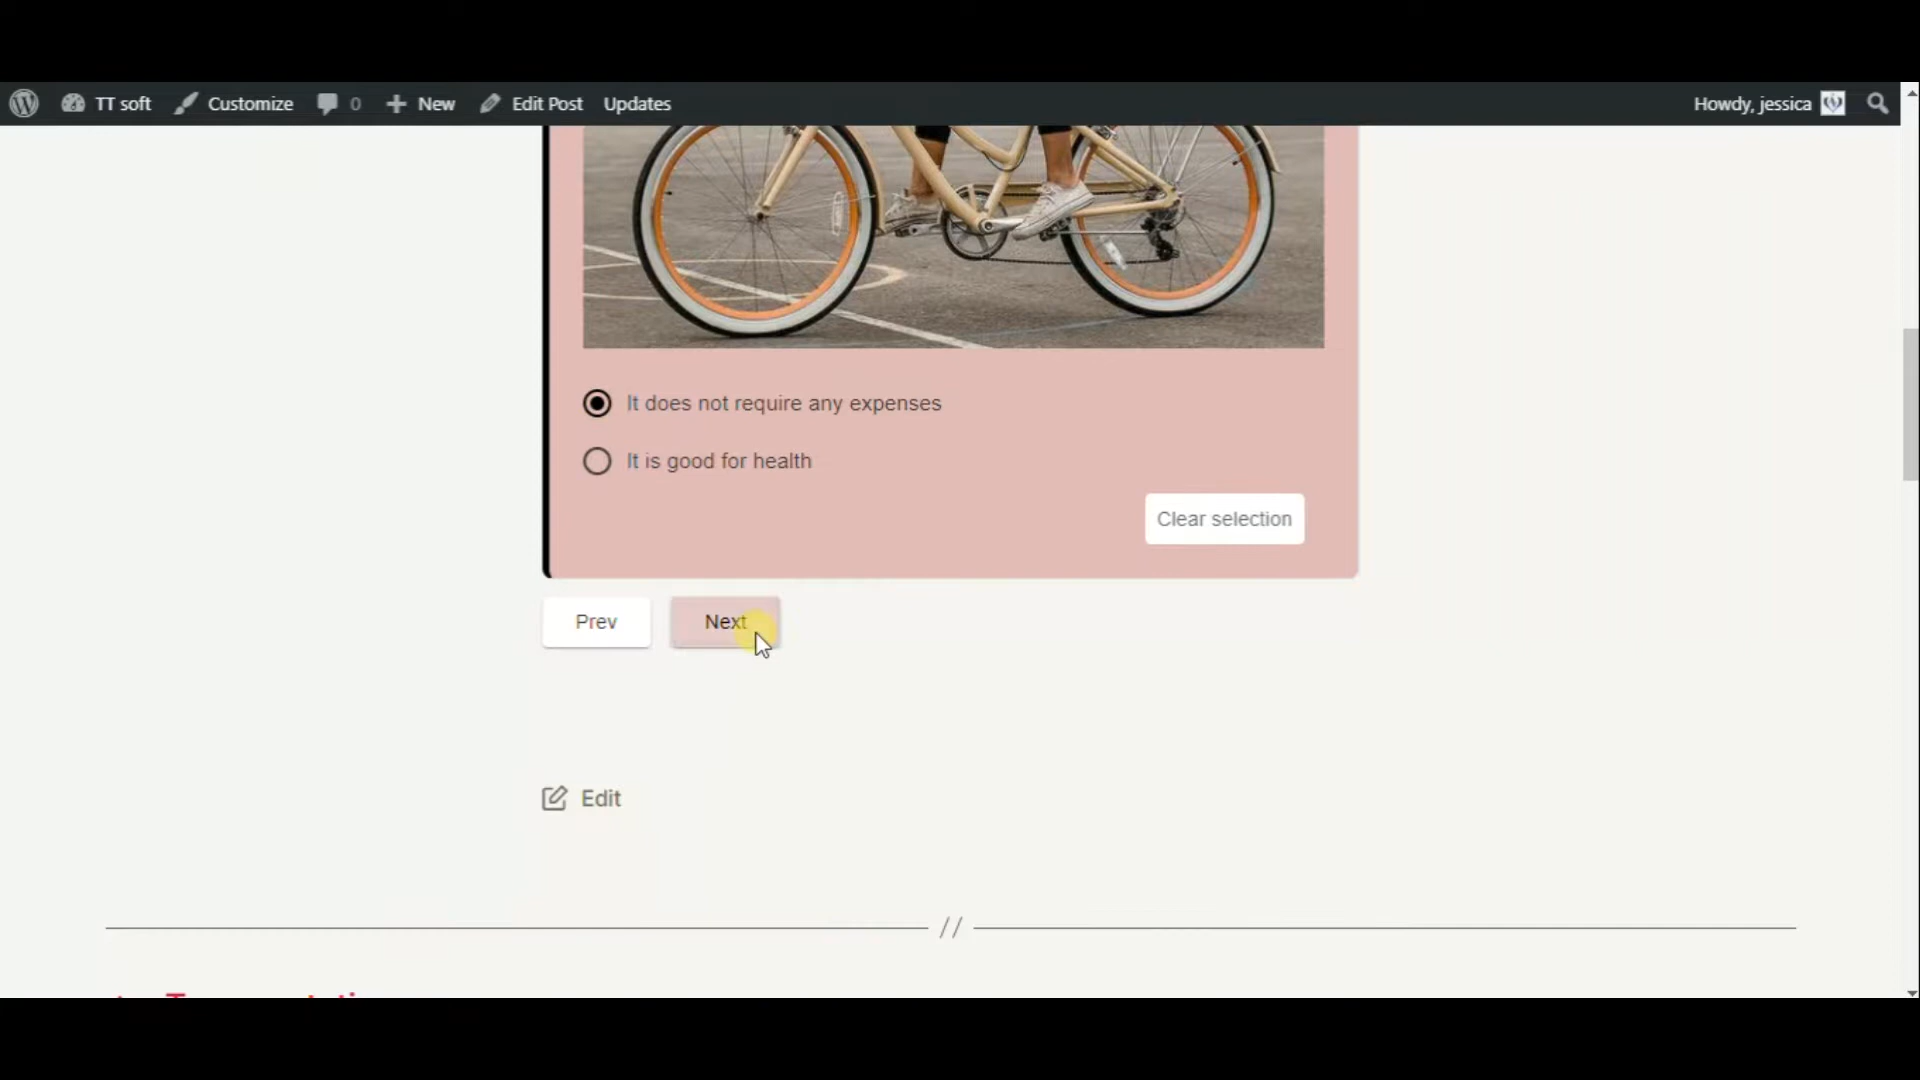 TT soft Customize 0 New Edit Post Updates Howdy, jessica
It does not require any expenses
It is good for health
Clear selection
Prev Next
Edit
//